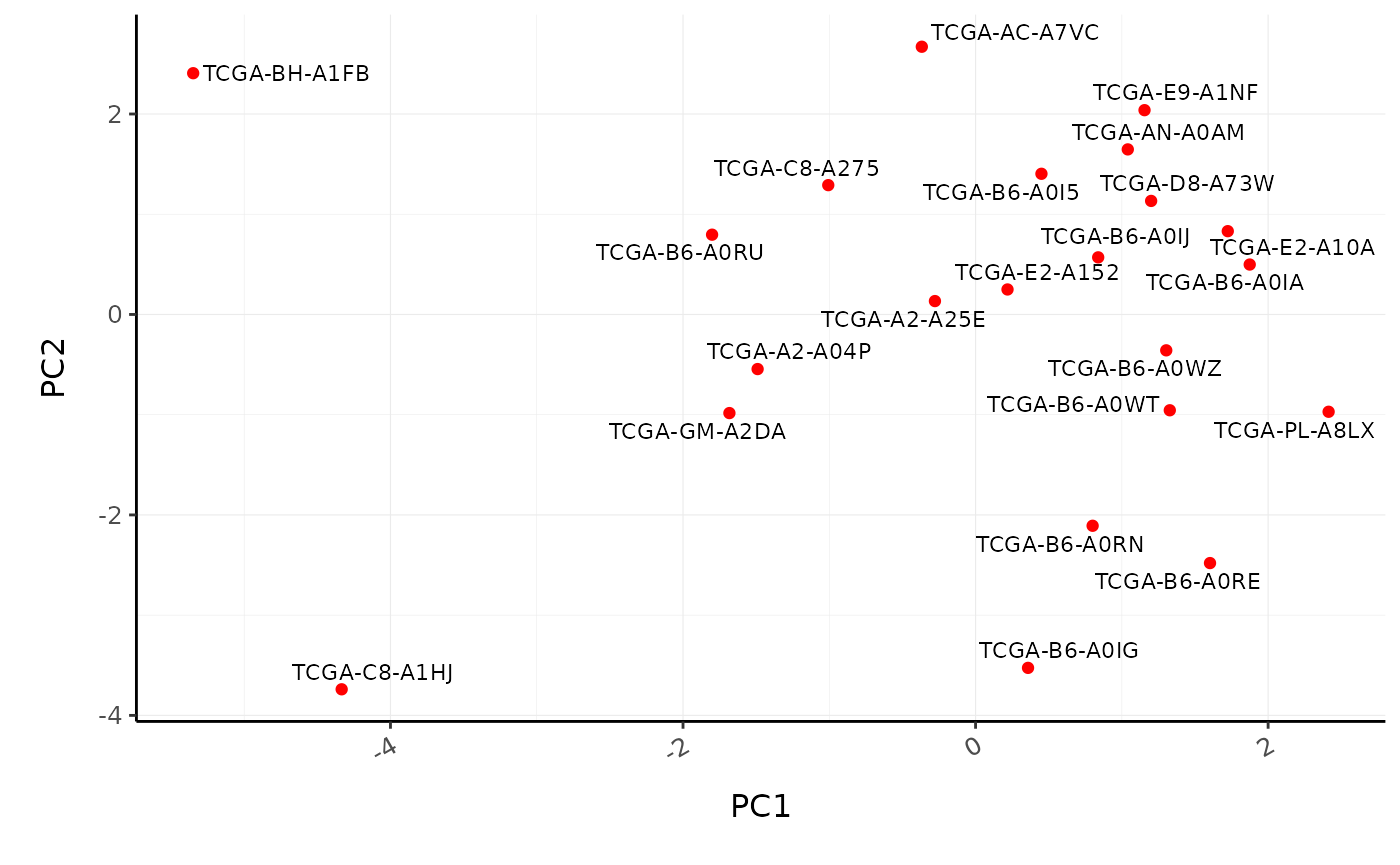 TCGA-AC-A7VC
TCGA-BH-A1FB
TCGA-E9-A1NF
2
TCGA-AN-A0AM
TCGA-C8-A275
TCGA-D8-A73W
TCGA-B6-A0I5
TCGA-B6-A0IJ
TCGA-E2-A10A
TCGA-B6-A0RU
TCGA-E2-A152
TCGA-B6-A0IA
0
TCGA-A2-A25E
TCGA-A2-A04P
PC2
TCGA-B6-A0WZ
TCGA-B6-A0WT
TCGA-GM-A2DA
TCGA-PL-A8LX
-2
TCGA-B6-A0RN
TCGA-B6-A0RE
TCGA-B6-A0IG
TCGA-C8-A1HJ
-4
-4 -2 0 2
PC1